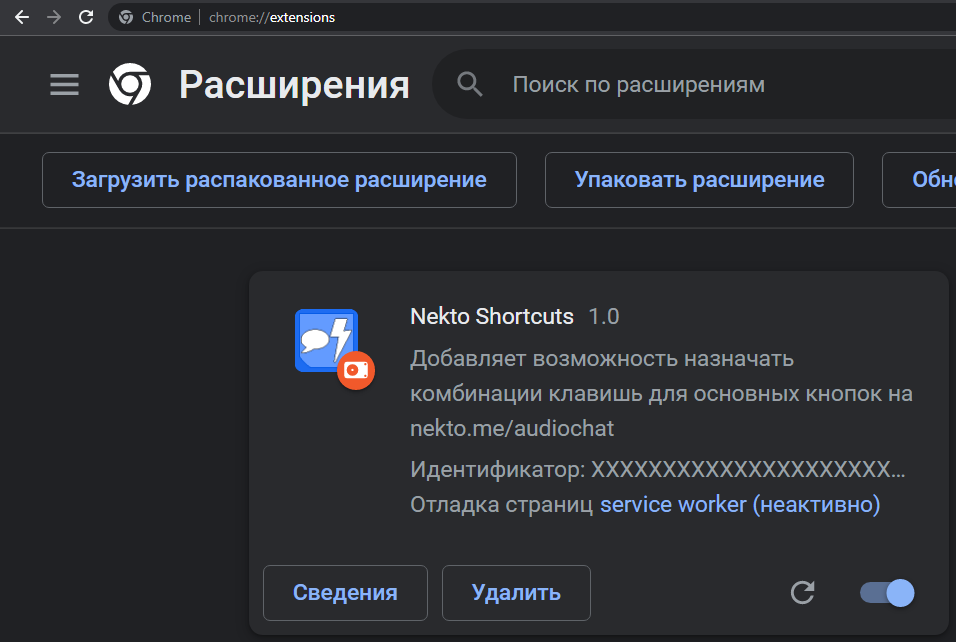 Chrome | chrome://extensions
Расширения Поиск по расширениям
Загрузить распакованное расширение Упаковать расширение
Nekto Shortcuts 1.0
Добавляет возможность назначать
комбинации клавишь для основных кнопок на
nekto.me/audiochat
Идентификатор: XXXXXXXXXXXXXXXXXXXXX...
Отладка страниц service worker (неактивно)
Сведения Удалить